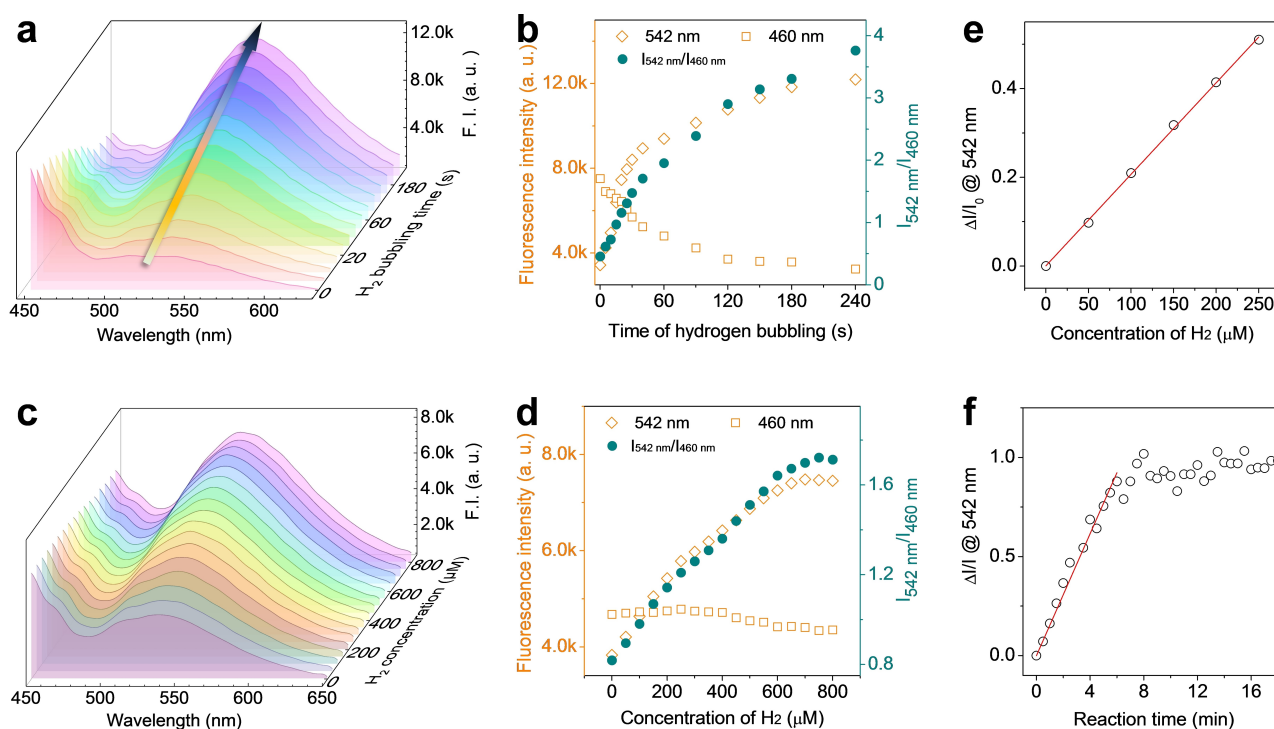 a
12.0k
8.0k
4.0k
F. I. (a. u.)
180
60
20
0
H2 bubbling time (s)
450 500 550 600
Wavelength (nm)
b
542 nm 460 nm
I542 nm/I460 nm
12.0k
8.0k
4.0k
Fluorescence intensity (a. u.)
4
3
2
1
0
I542 nm/I460 nm
0 60 120 180 240
Time of hydrogen bubbling (s)
e
0.4
0.2
0.0
ΔI/I0 @ 542 nm
0 50 100 150 200 250
Concentration of H2 (μM)
c
8.0k
6.0k
4.0k
2.0k
F.I. (a. u.)
800
600
400
200
0
H2 concentration (μM)
450 500 550 600 650
Wavelength (nm)
d
542 nm 460 nm
I542 nm/I460 nm
8.0k
6.0k
4.0k
Fluorescence intensity (a. u.)
1.6
1.2
0.8
I542 nm/I460 nm
0 200 400 600 800
Concentration of H2 (μM)
f
1.0
0.5
0.0
ΔI/I @ 542 nm
0 4 8 12 16
Reaction time (min)